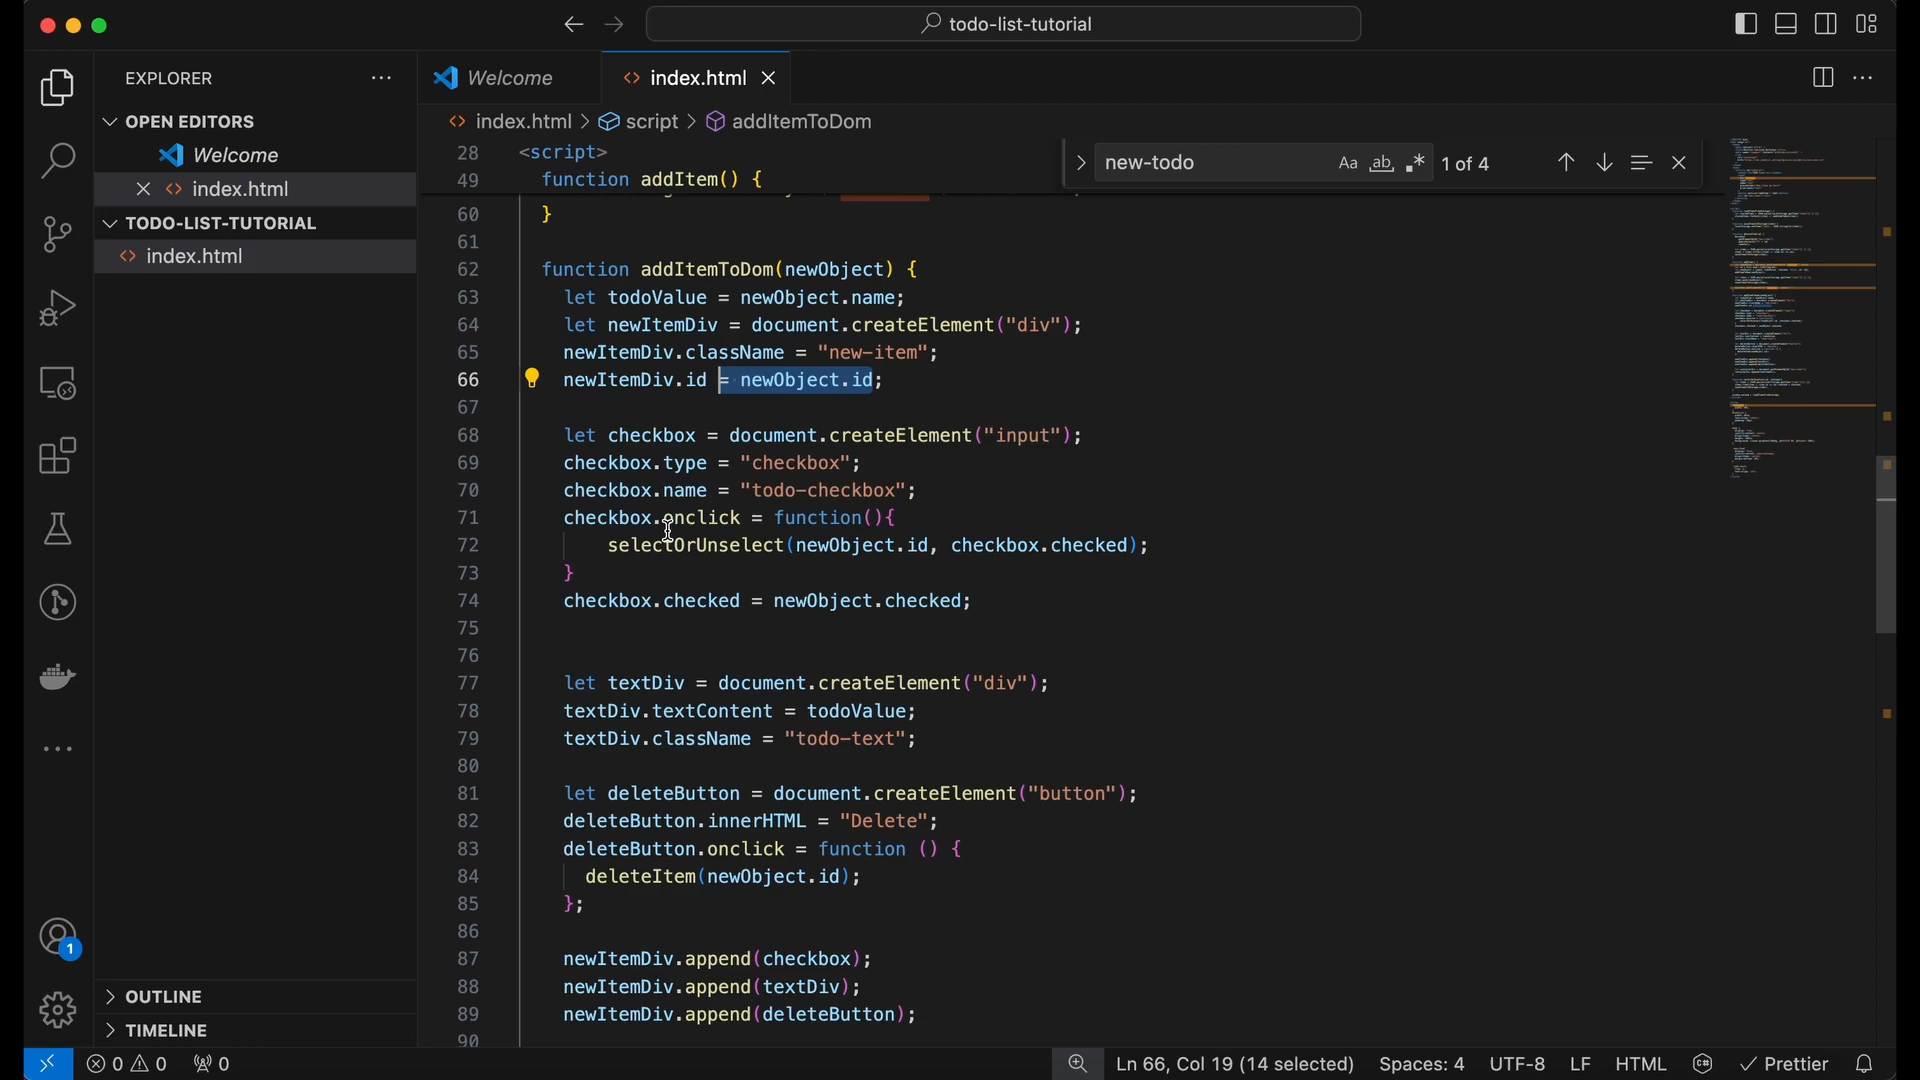 todo-list-tutorial
EXPLORER
OPEN EDITORS
Welcome
index.html
TODO-LIST-TUTORIAL
index.html
OUTLINE
TIMELINE
1
Welcome
index.html
index.html > script > addItemToDom
new-todo
Aa
ab
1 of 4
28 <script>
49 function addItem() {
60 }
61
62 function addItemToDom(newObject) {
63 let todoValue = newObject.name;
64 let newItemDiv = document.createElement("div");
65 newItemDiv.className = "new-item";
66 newItemDiv.id = newObject.id;
67
68 let checkbox = document.createElement("input");
69 checkbox.type = "checkbox";
70 checkbox.name = "todo-checkbox";
71 checkbox.onclick = function(){
72 selectOrUnselect(newObject.id, checkbox.checked);
73 }
74 checkbox.checked = newObject.checked;
75
76
77 let textDiv = document.createElement("div");
78 textDiv.textContent = todoValue;
79 textDiv.className = "todo-text";
80
81 let deleteButton = document.createElement("button");
82 deleteButton.innerHTML = "Delete";
83 deleteButton.onclick = function () {
84 deleteItem(newObject.id);
85 };
86
87 newItemDiv.append(checkbox);
88 newItemDiv.append(textDiv);
89 newItemDiv.append(deleteButton);
90
0 0 0 Ln 66, Col 19 (14 selected) Spaces: 4 UTF-8 LF HTML Prettier